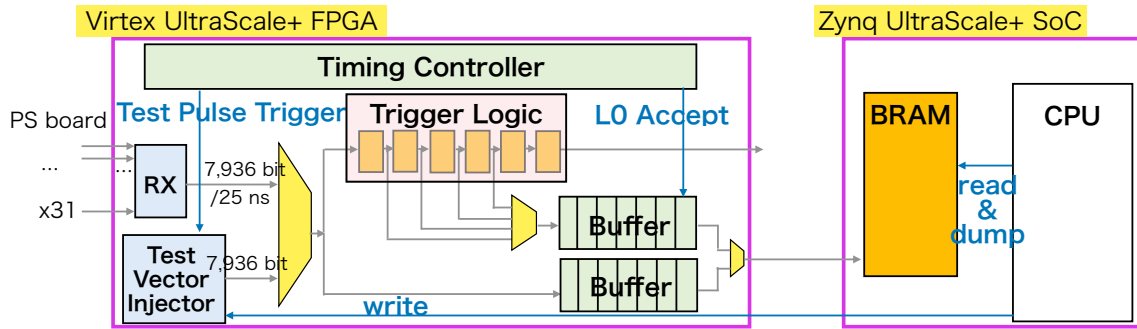 Virtex UltraScale+ FPGA
Zynq UltraScale+ SoC
Timing Controller
Test Pulse Trigger
Trigger Logic
L0 Accept
PS board
...
...
x31
RX
7,936 bit
/25 ns
BRAM
CPU
read
&
dump
Buffer
Test
Vector
Injector
7,936 bit
Buffer
write